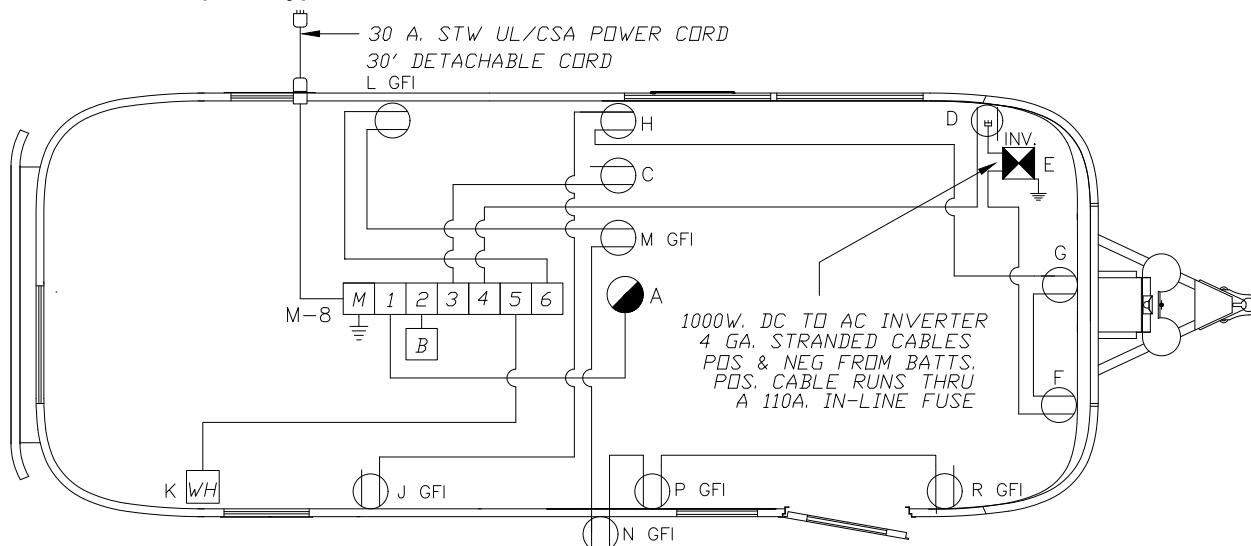 30 A. STW UL/CSA POWER CORD
30' DETACHABLE CORD
L GFI
H
D
INV.
E
C
M GFI
G
A
M-8
M 1 2 3 4 5 6
B
1000W. DC TO AC INVERTER
4 GA. STRANDED CABLES
POS & NEG FROM BATTS.
POS. CABLE RUNS THRU
A 110A. IN-LINE FUSE
F
K WH
J GFI
P GFI
R GFI
N GFI